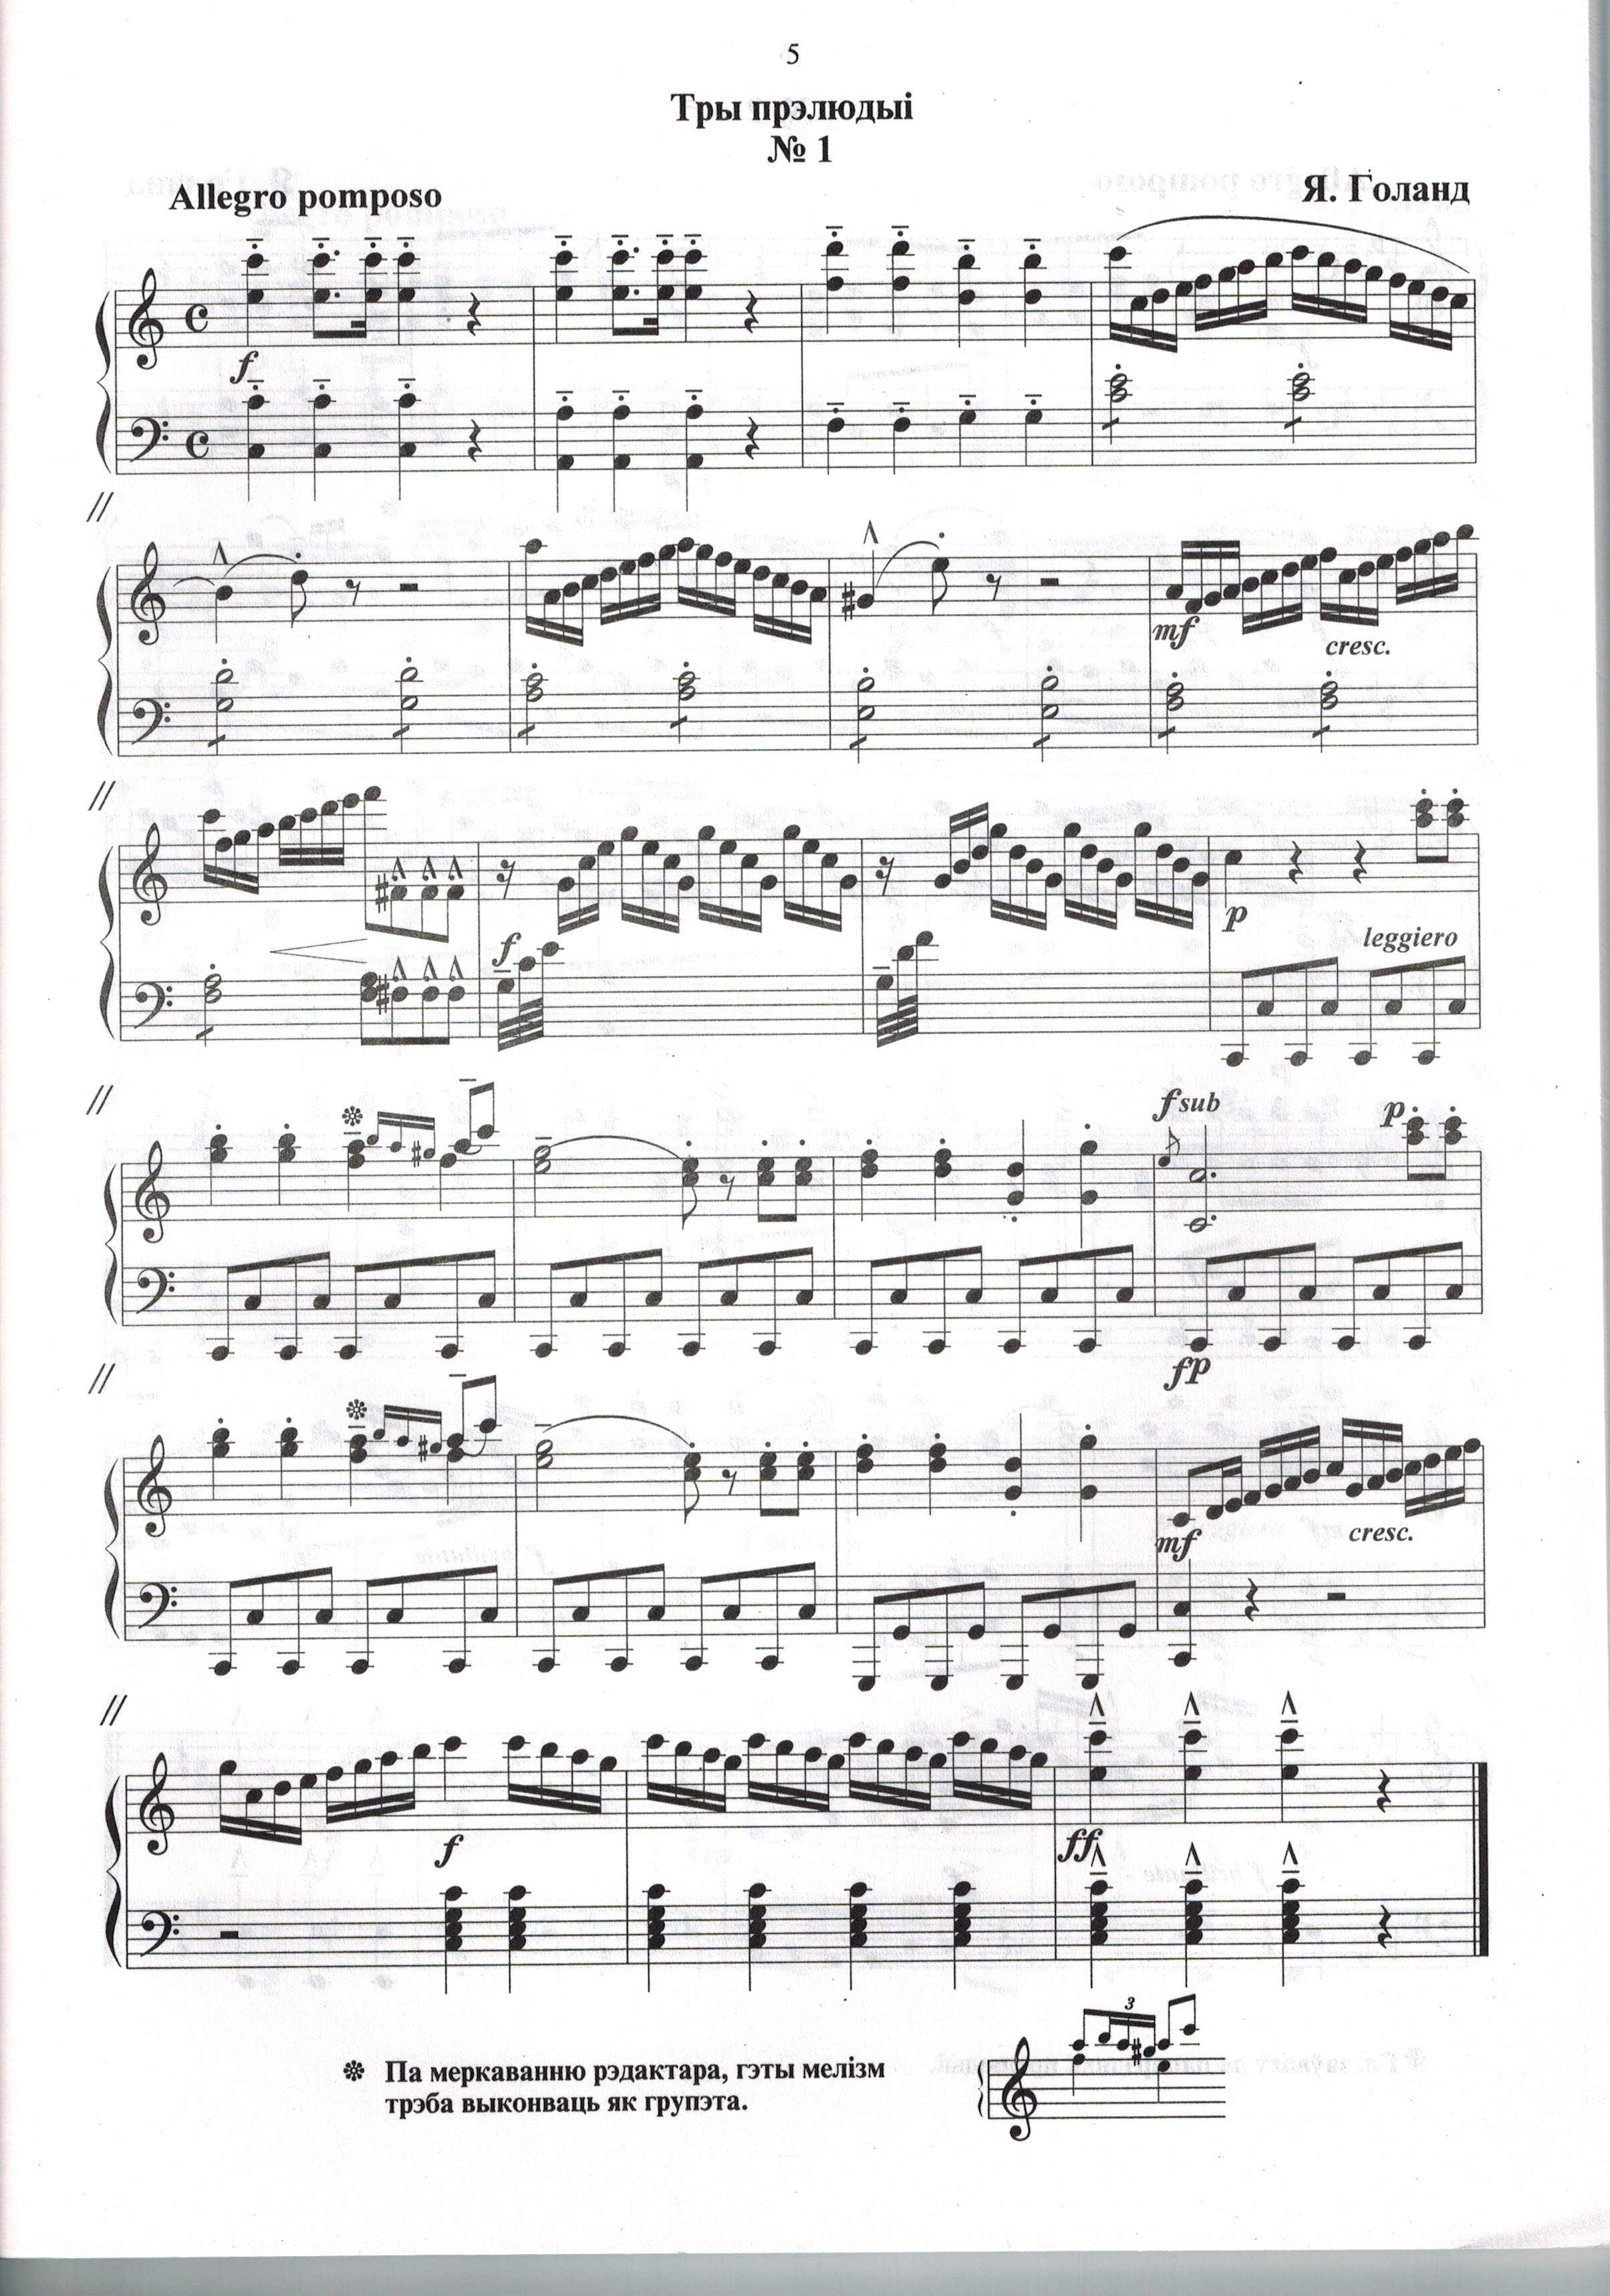 5
Тры прэлюдыі
№ 1
Allegro pomposo
Я. Голанд
f
mf
cresc.
f
p
leggiero
f sub
p
fp
mf
cresc.
f
ff
3
❊ Па меркаванню рэдактара, гэты мелізм
трэба выконваць як групэта.